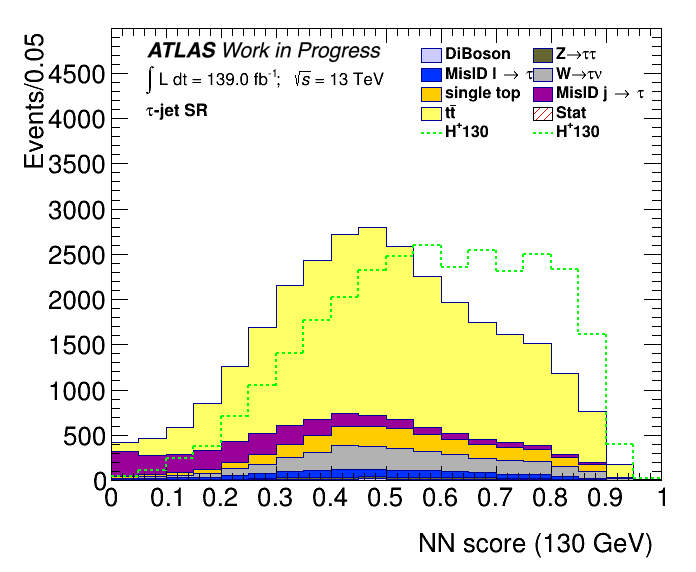 ATLAS Work in Progress
∫ L dt = 139.0 fb⁻¹; √s = 13 TeV
τ-jet SR
DiBoson
Z→ττ
MisID l → τ
W→τν
single top
MisID j → τ
tt̄
Stat
H⁺130
H⁺130
Events/0.05
4500
4000
3500
3000
2500
2000
1500
1000
500
0
0 0.1 0.2 0.3 0.4 0.5 0.6 0.7 0.8 0.9 1
NN score (130 GeV)